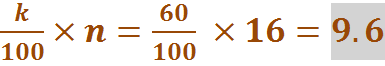 k/100 × n = 60/100 × 16 = 9.6